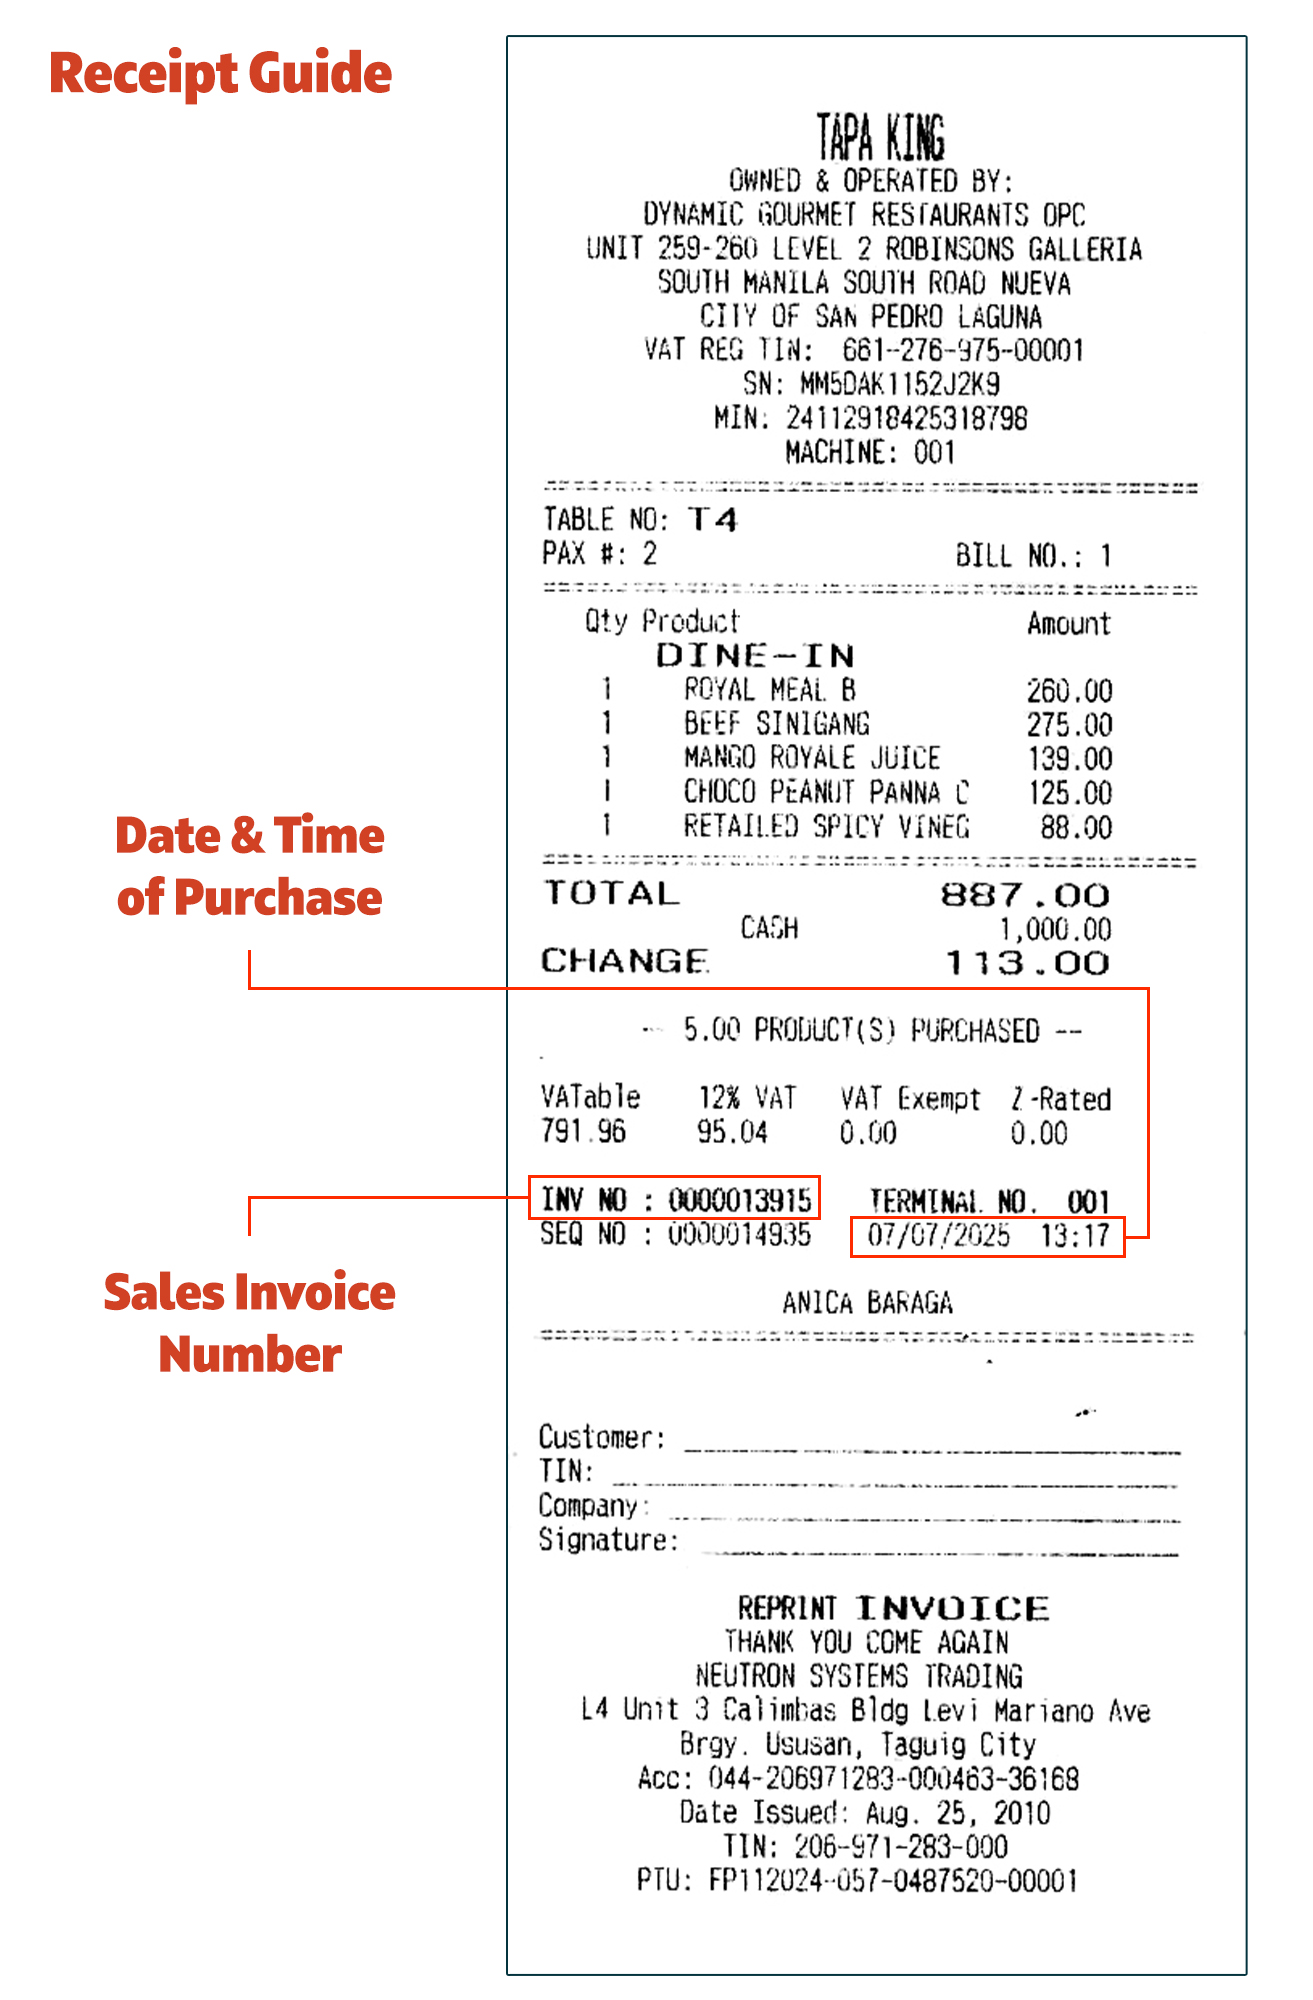 Receipt Guide
TAPA KING
OWNED & OPERATED BY:
DYNAMIC GOURMET RESTAURANTS OPC
UNIT 259-260 LEVEL 2 ROBINSONS GALLERIA
SOUTH MANILA SOUTH ROAD NUEVA
CITY OF SAN PEDRO LAGUNA
VAT REG TIN: 661-276-975-00001
SN: MM5DAK1152J2K9
MIN: 24112918425318798
MACHINE: 001
TABLE NO: T4
PAX #: 2 BILL NO.: 1
Qty Product Amount
DINE-IN
1 ROYAL MEAL B 260.00
1 BEEF SINIGANG 275.00
1 MANGO ROYALE JUICE 139.00
1 CHOCO PEANUT PANNA C 125.00
1 RETAILED SPICY VINEG 88.00
TOTAL 887.00
CASH 1,000.00
CHANGE 113.00
Date & Time
of Purchase
-- 5.00 PRODUCT(S) PURCHASED --
VATable 12% VAT VAT Exempt Z-Rated
791.96 95.04 0.00 0.00
INV NO : 0000013915 TERMINAL NO. 001
SEQ NO : 0000014935 07/07/2025 13:17
Sales Invoice
Number
ANICA BARAGA
Customer:
TIN:
Company:
Signature:
REPRINT INVOICE
THANK YOU COME AGAIN
NEUTRON SYSTEMS TRADING
L4 Unit 3 Calimbas Bldg Levi Mariano Ave
Brgy. Ususan, Taguig City
Acc: 044-206971283-000463-36168
Date Issued: Aug. 25, 2010
TIN: 206-971-283-000
PTU: FP112024-057-0487520-00001